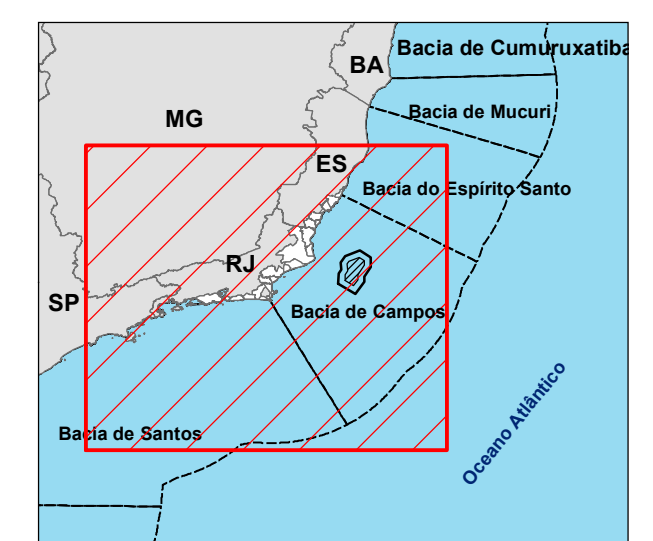 Bacia de Cumuruxatiba
BA
Bacia de Mucuri
MG
ES
Bacia do Espírito Santo
RJ
SP
Bacia de Campos
Oceano Atlântico
Bacia de Santos